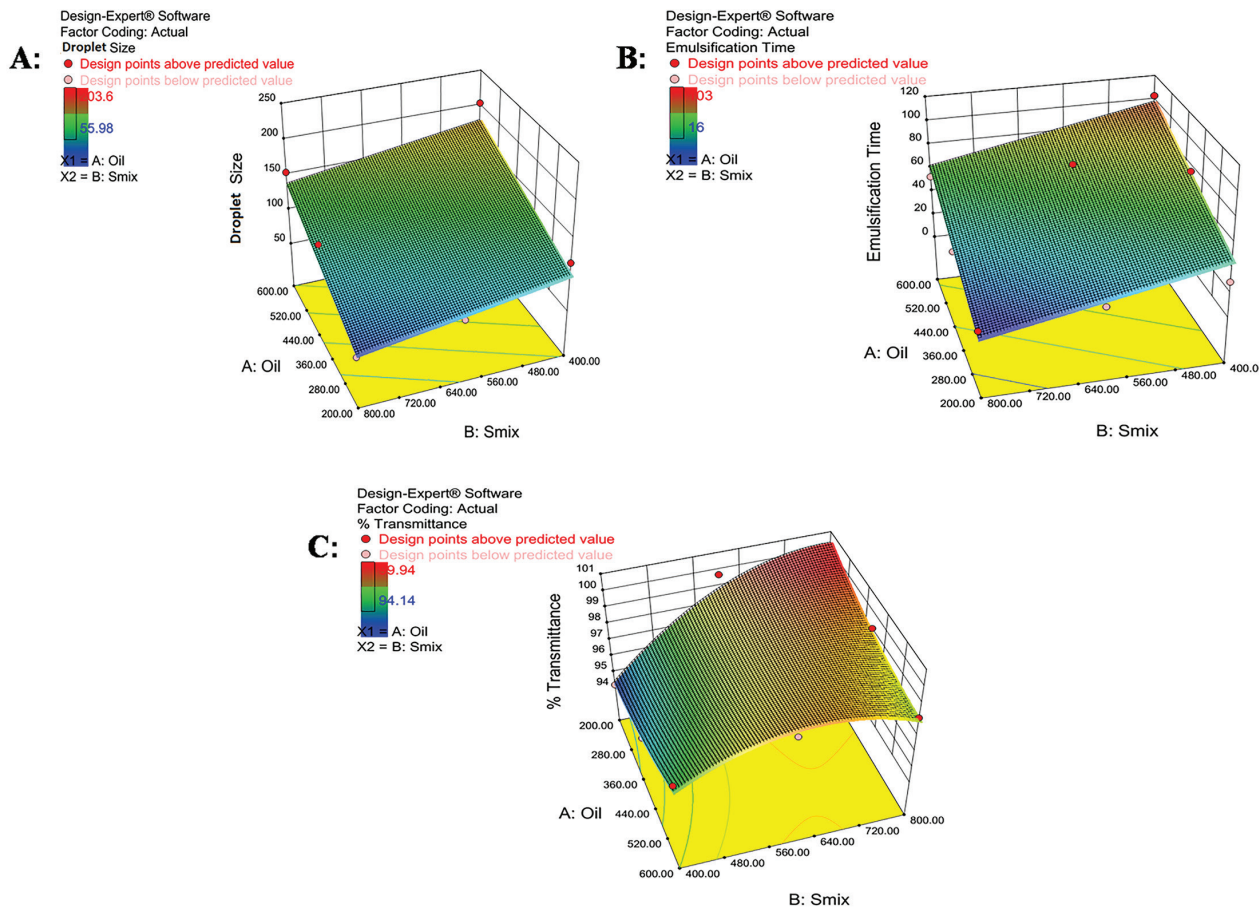 A:
Design-Expert® Software
Factor Coding: Actual
Droplet Size
Design points above predicted value
Design points below predicted value
03.6
55.98
X1 = A: Oil
X2 = B: Smix
Droplet Size
250
200
150
100
50
600.00
520.00
440.00
360.00
280.00
200.00
A: Oil
800.00
720.00
640.00
560.00
480.00
400.00
B: Smix
B:
Design-Expert® Software
Factor Coding: Actual
Emulsification Time
Design points above predicted value
Design points below predicted value
03
16
X1 = A: Oil
X2 = B: Smix
Emulsification Time
120
100
80
60
40
20
0
600.00
520.00
440.00
360.00
280.00
200.00
A: Oil
800.00
720.00
640.00
560.00
480.00
400.0
B: Smix
C:
Design-Expert® Software
Factor Coding: Actual
% Transmittance
Design points above predicted value
Design points below predicted value
9.94
94.14
X1 = A: Oil
X2 = B: Smix
% Transmittance
101
100
99
98
97
96
95
94
200.00
280.00
360.00
440.00
520.00
600.00
A: Oil
400.00
480.00
560.00
640.00
720.00
800.00
B: Smix